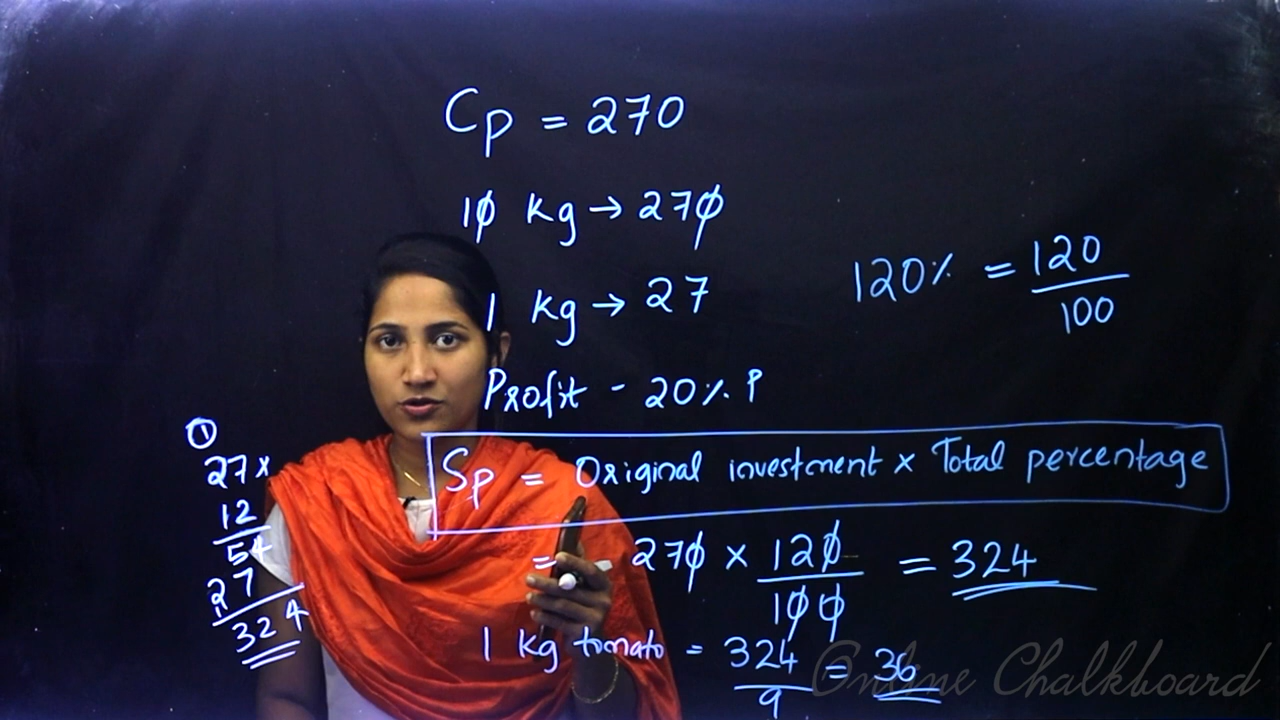 Cp = 270
10 kg → 270
1 kg → 27
120% = 120/100
Profit - 20% P
Sp = Original investment × Total percentage
= 270 × 120/100 = 324
1 kg tomato = 324/9 = 36
1
27 ×
12
54
27
324
Online Chalkboard